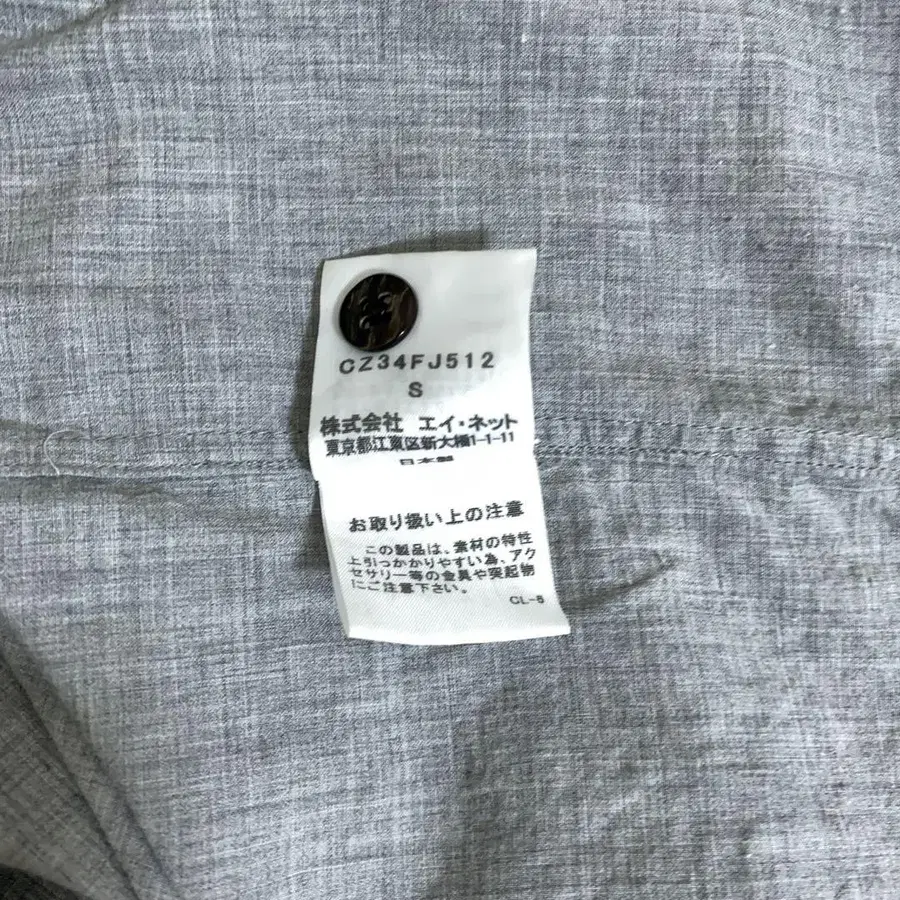 CZ34FJ512
S
株式会社 エイ・ネット
東京都江東区新大橋1-1-11
日本製
お取り扱い上の注意
この製品は、素材の特性
上引っかかりやすい為、アク
セサリー等の金具や突起物
にご注意下さい。
CL-5